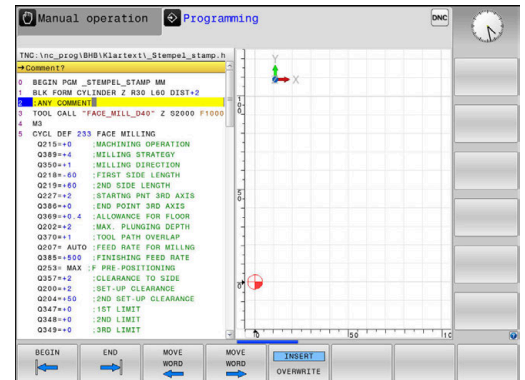 Manual operation
Programming
DNC
TNC:\nc_prog\BHB\Klartext\_Stempel_stamp.h
→Comment?
0 BEGIN PGM _STEMPEL_STAMP MM
1 BLK FORM CYLINDER Z R30 L60 DIST+2
2 ;ANY COMMENT
3 TOOL CALL "FACE_MILL_D40" Z S2000 F1000
4 M3
5 CYCL DEF 233 FACE MILLING
Q215=+0 ;MACHINING OPERATION
Q389=+4 ;MILLING STRATEGY
Q350=+1 ;MILLING DIRECTION
Q218=-60 ;FIRST SIDE LENGTH
Q219=+60 ;2ND SIDE LENGTH
Q227=+2 ;STARTNG PNT 3RD AXIS
Q386=+0 ;END POINT 3RD AXIS
Q369=+0.4 ;ALLOWANCE FOR FLOOR
Q202=+2 ;MAX. PLUNGING DEPTH
Q370=+1 ;TOOL PATH OVERLAP
Q207= AUTO ;FEED RATE FOR MILLNG
Q385=+500 ;FINISHING FEED RATE
Q253= MAX ;F PRE-POSITIONING
Q357=+2 ;CLEARANCE TO SIDE
Q200=+2 ;SET-UP CLEARANCE
Q204=+50 ;2ND SET-UP CLEARANCE
Q347=+0 ;1ST LIMIT
Q348=+0 ;2ND LIMIT
Q349=+0 ;3RD LIMIT
Y
X
100
50
0
0
50
BEGIN
END
MOVE WORD
MOVE WORD
INSERT
OVERWRITE